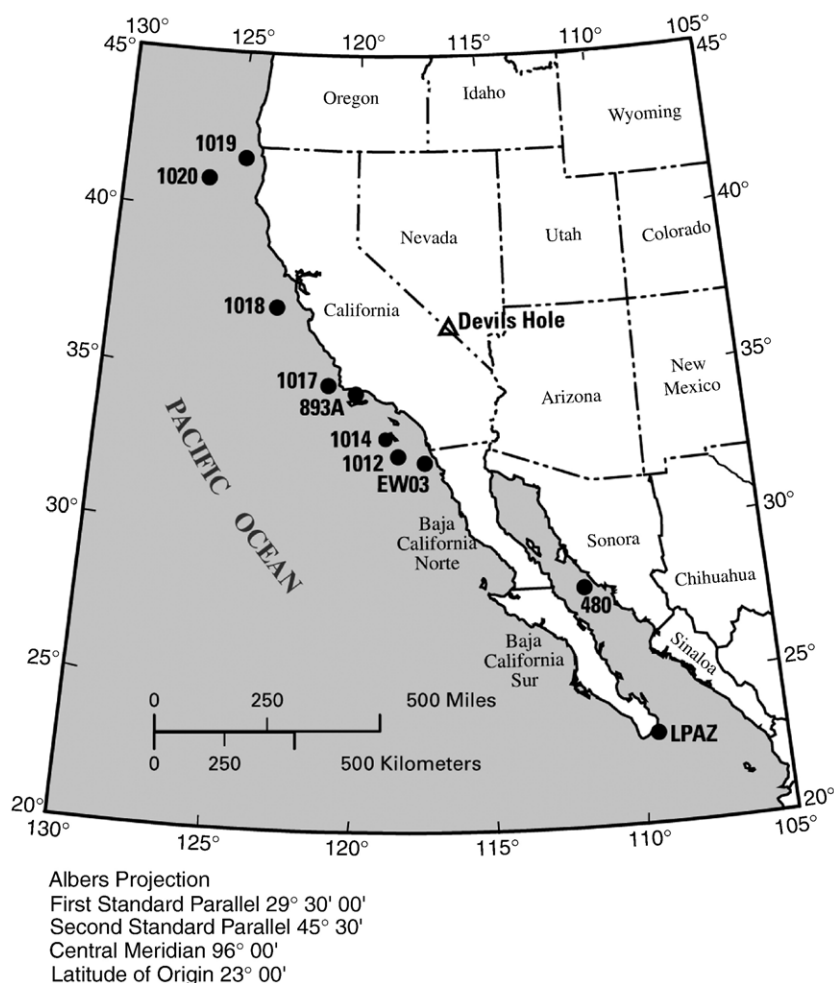 130°
125°
120°
115°
110°
105°
45°
45°
Oregon
Idaho
Wyoming
1019
1020
40°
40°
Nevada
Utah
Colorado
1018
California
Devils Hole
35°
35°
1017
893A
Arizona
New
Mexico
1014
1012
EW03
PACIFIC OCEAN
30°
30°
Baja
California
Norte
Sonora
Chihuahua
480
25°
25°
Baja
California
Sur
Sinaloa
0 250 500 Miles
0 250 500 Kilometers
LPAZ
20°
20°
130°
125°
120°
115°
110°
105°
Albers Projection
First Standard Parallel 29° 30' 00'
Second Standard Parallel 45° 30'
Central Meridian 96° 00'
Latitude of Origin 23° 00'